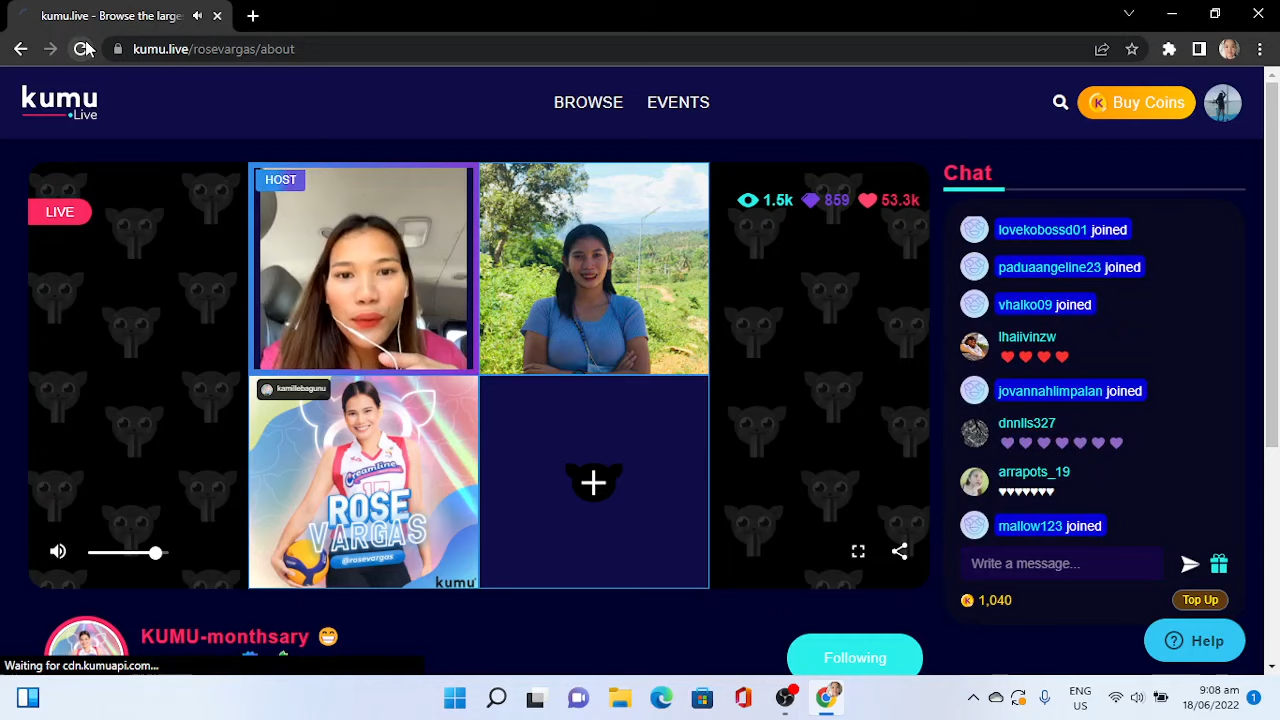 kumu.live - Browse the large
kumu.live/rosevargas/about
kumu
Live
BROWSE
EVENTS
Buy Coins
LIVE
HOST
1.5k
859
53.3k
kamillebagunu
Creamline
ROSE
VARGAS
@rosevargas
kumu
Chat
lovekobossd01 joined
paduaangeline23 joined
vhalko09 joined
lhaiivinzw
♥♥♥♥
jovannahlimpalan joined
dnnlls327
💜💜💜💜💜💜💜
arrapots_19
♥♥♥♥♥♥♥
mallow123 joined
Write a message...
1,040
Top Up
Help
KUMU-monthsary 😁
Following
Waiting for cdn.kumuapi.com...
ENG
US
9:08 am
18/06/2022
1